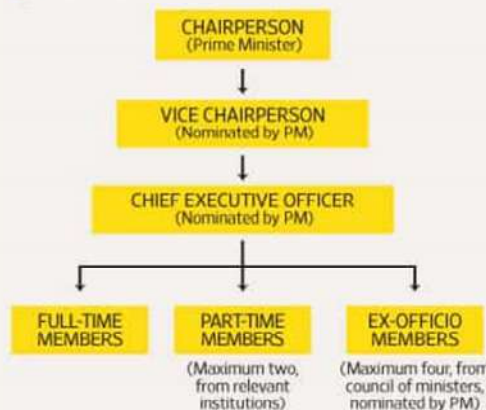 CHAIRPERSON
(Prime Minister)
VICE CHAIRPERSON
(Nominated by PM)
CHIEF EXECUTIVE OFFICER
(Nominated by PM)
FULL-TIME
MEMBERS
PART-TIME
MEMBERS
(Maximum two,
from relevant
institutions)
EX-OFFICIO
MEMBERS
(Maximum four, from
council of ministers,
nominated by PM)